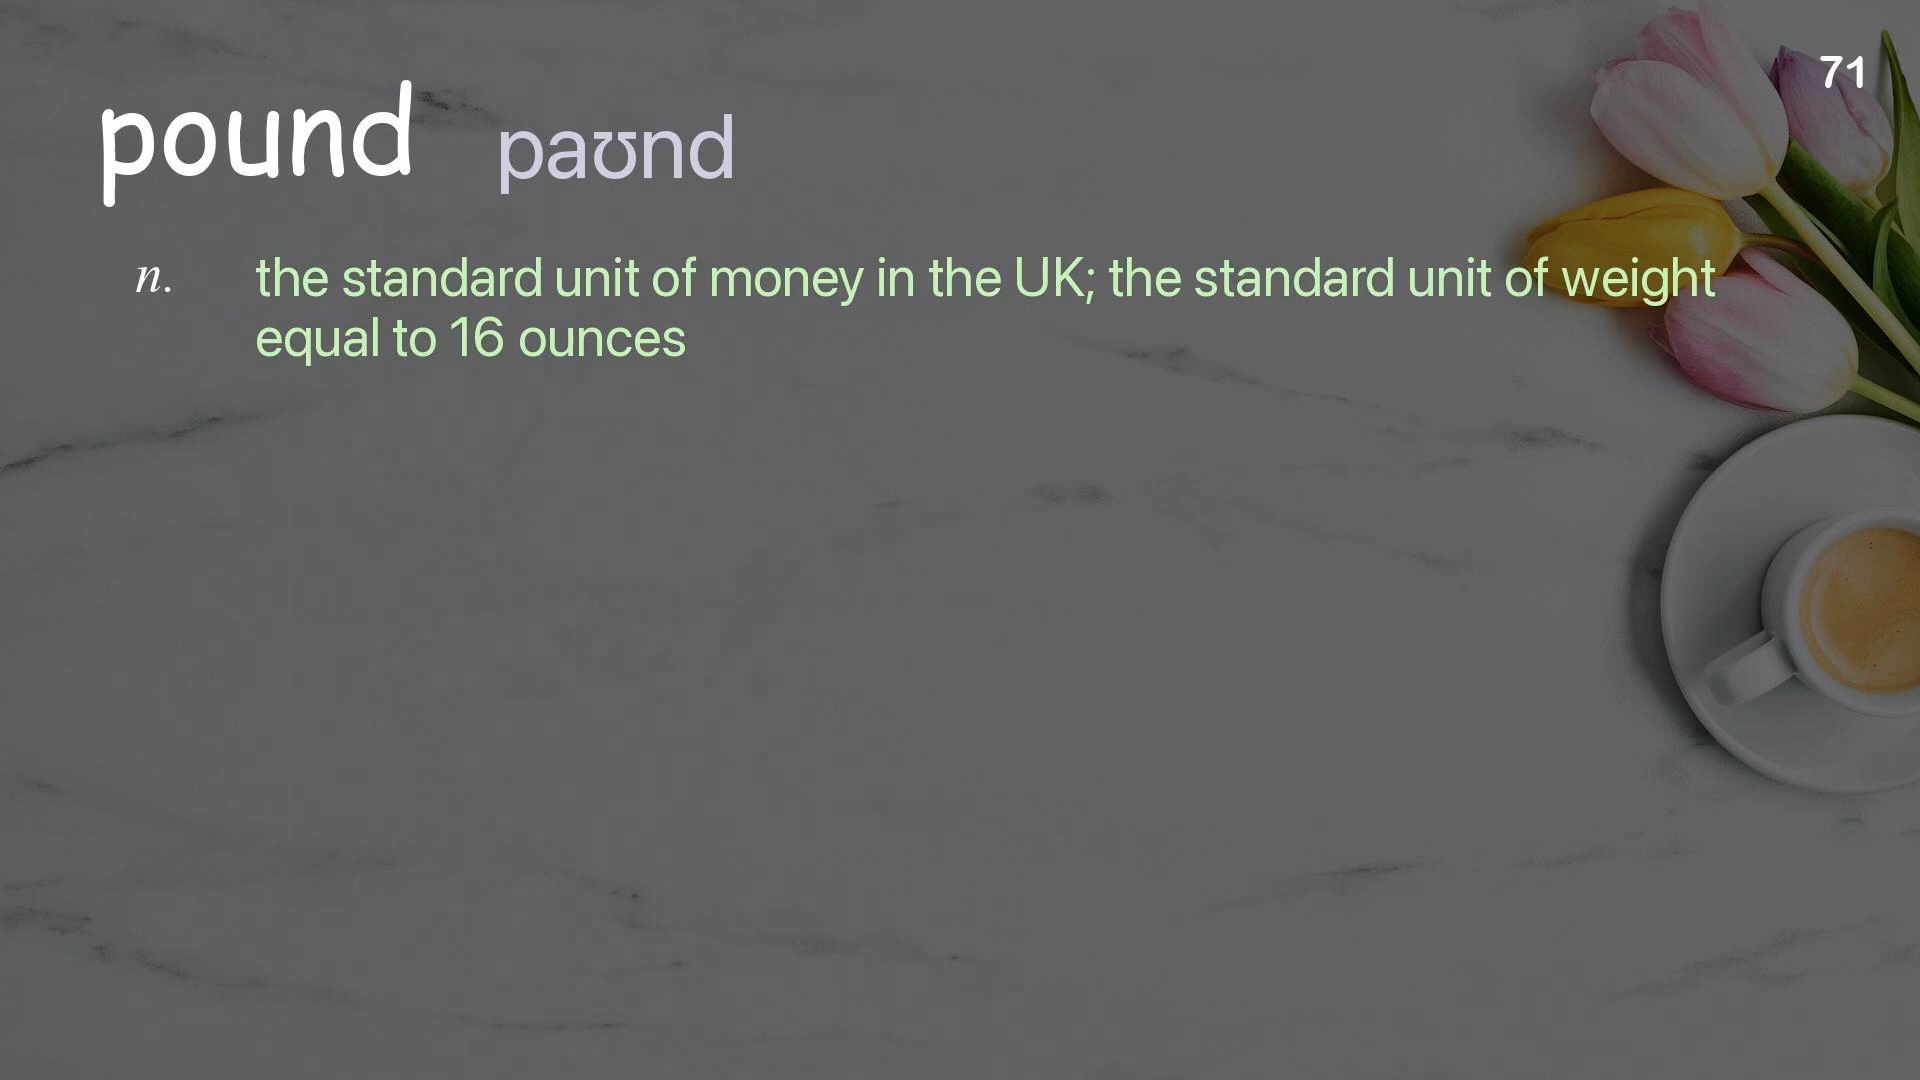 71
pound paʊnd
n. the standard unit of money in the UK; the standard unit of weight
equal to 16 ounces